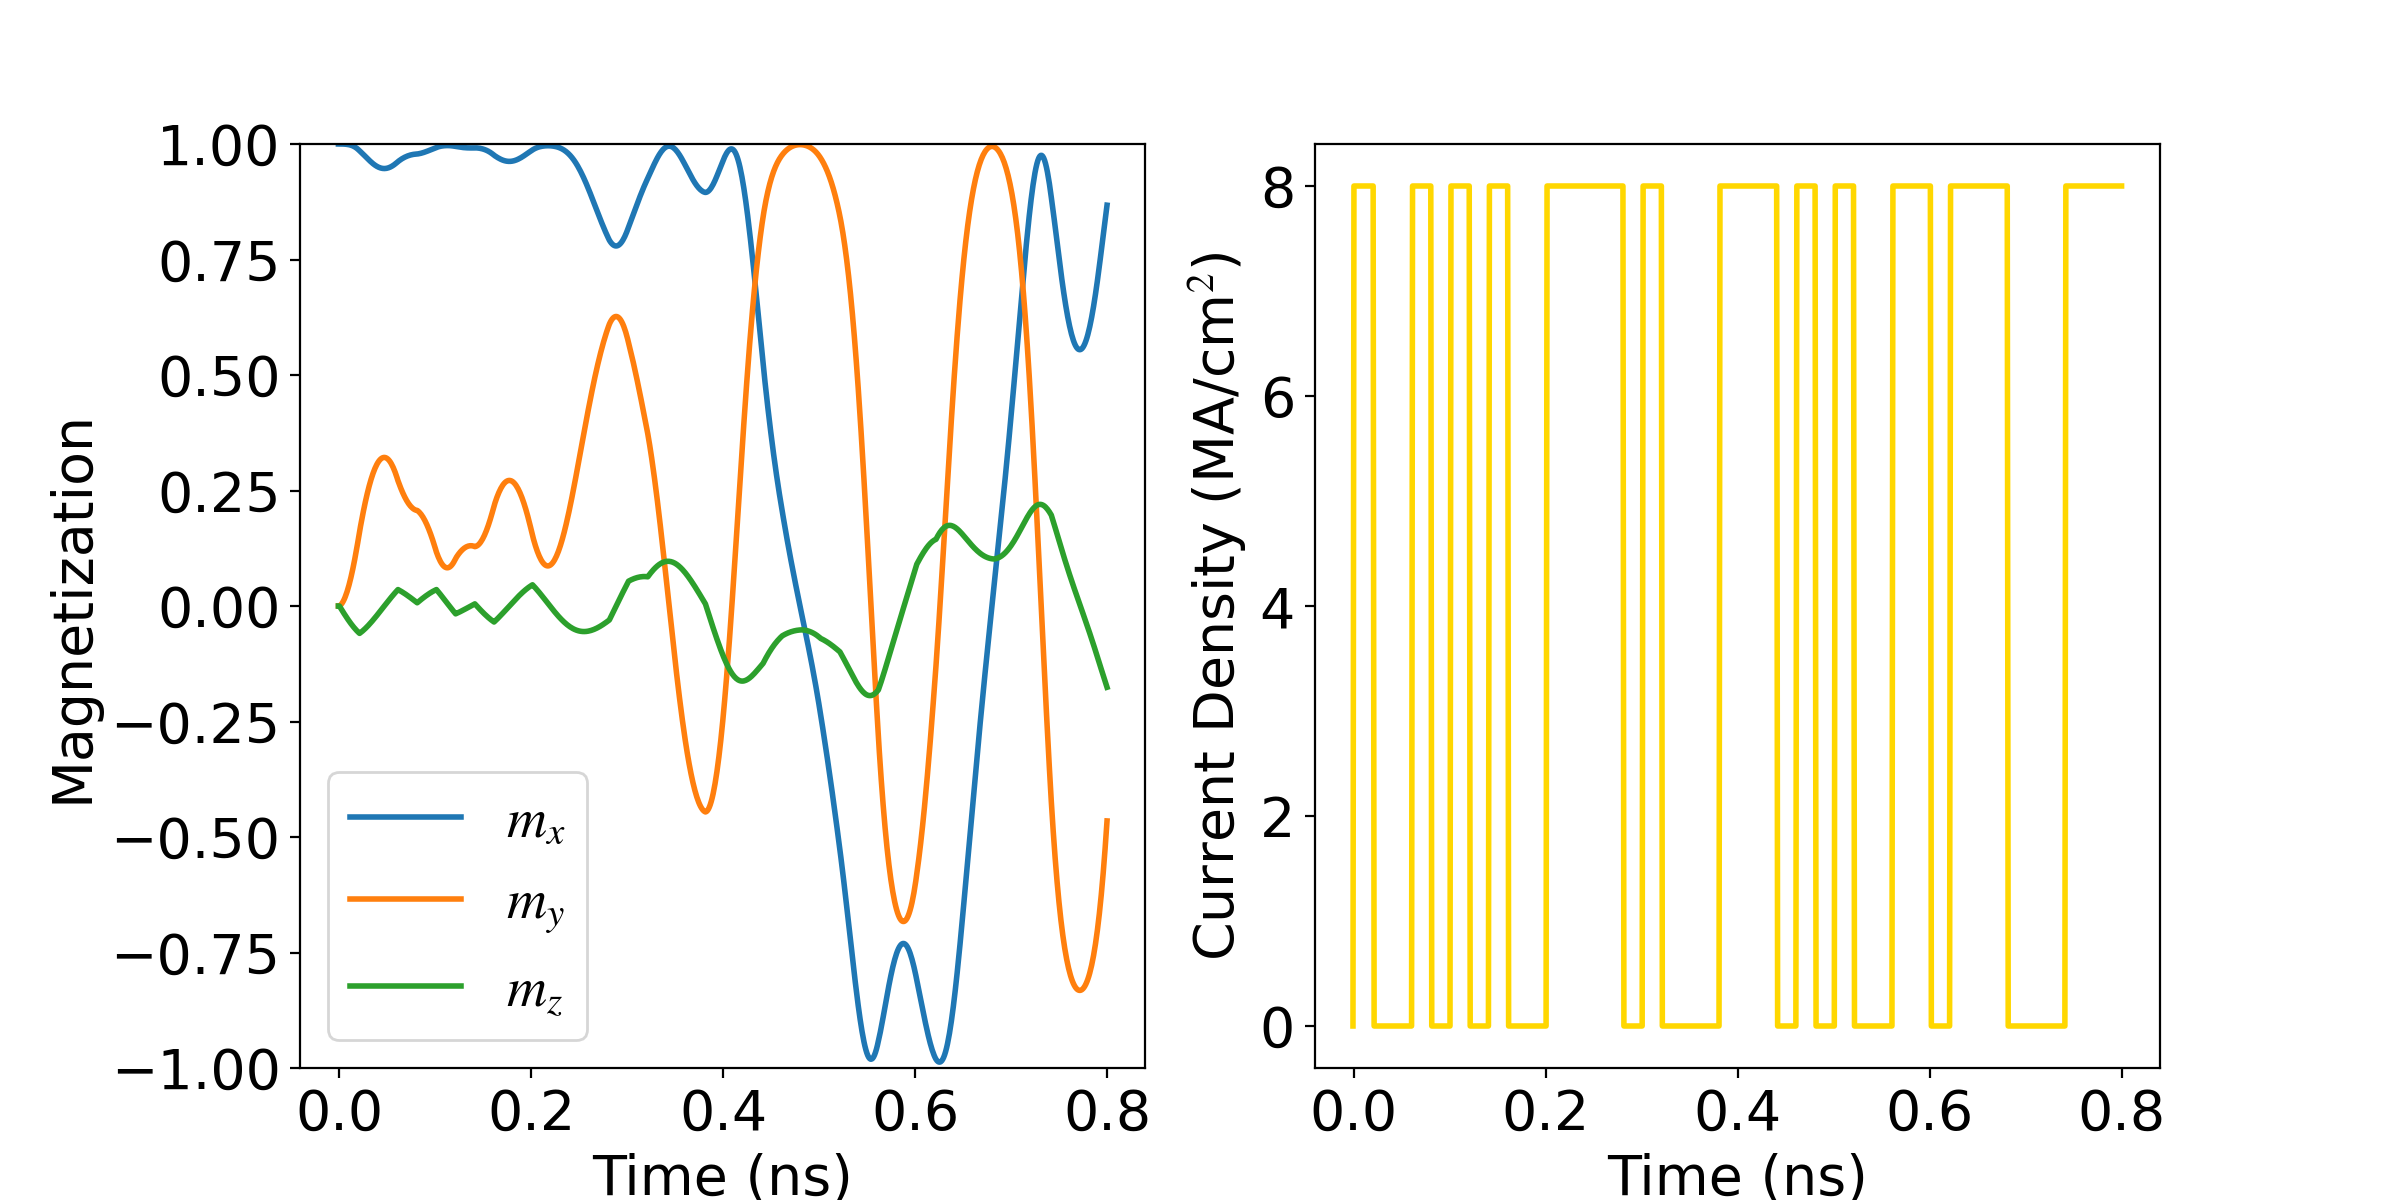 Magnetization
1.00
0.75
0.50
0.25
0.00
−0.25
−0.50
−0.75
−1.00
m_x
m_y
m_z
0.0 0.2 0.4 0.6 0.8
Time (ns)
Current Density (MA/cm²)
8
6
4
2
0
0.0 0.2 0.4 0.6 0.8
Time (ns)